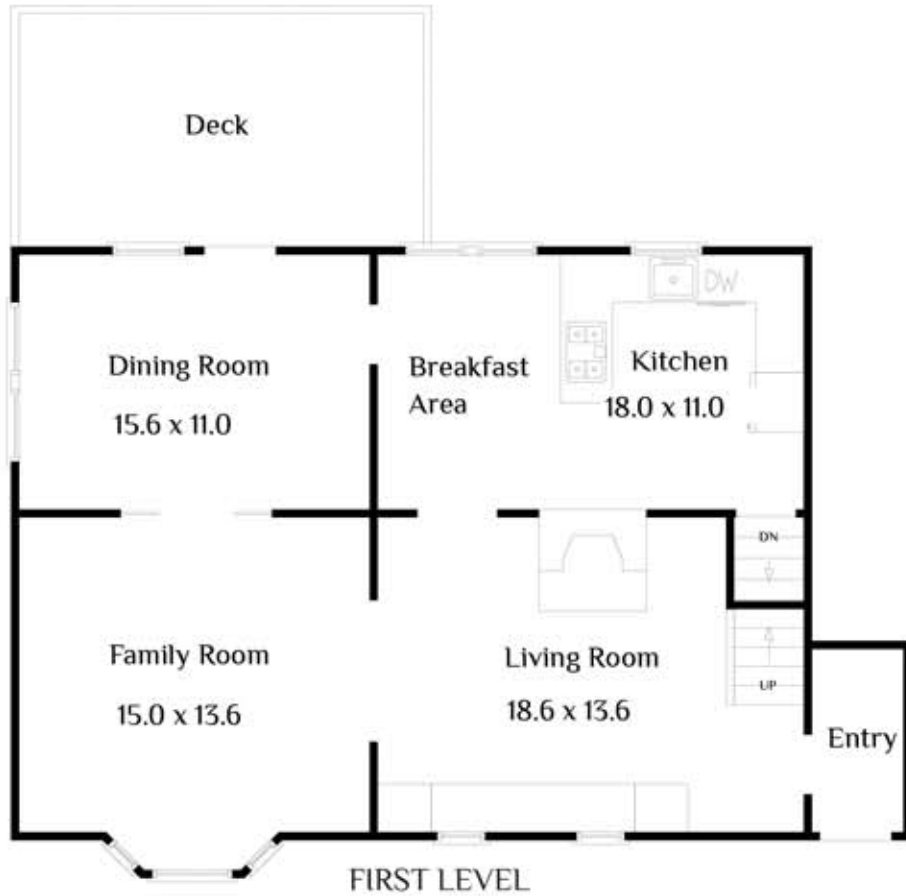 Deck
Dining Room
15.6 x 11.0
Breakfast
Area
DW
Kitchen
18.0 x 11.0
DN
Family Room
15.0 x 13.6
Living Room
18.6 x 13.6
UP
Entry
FIRST LEVEL